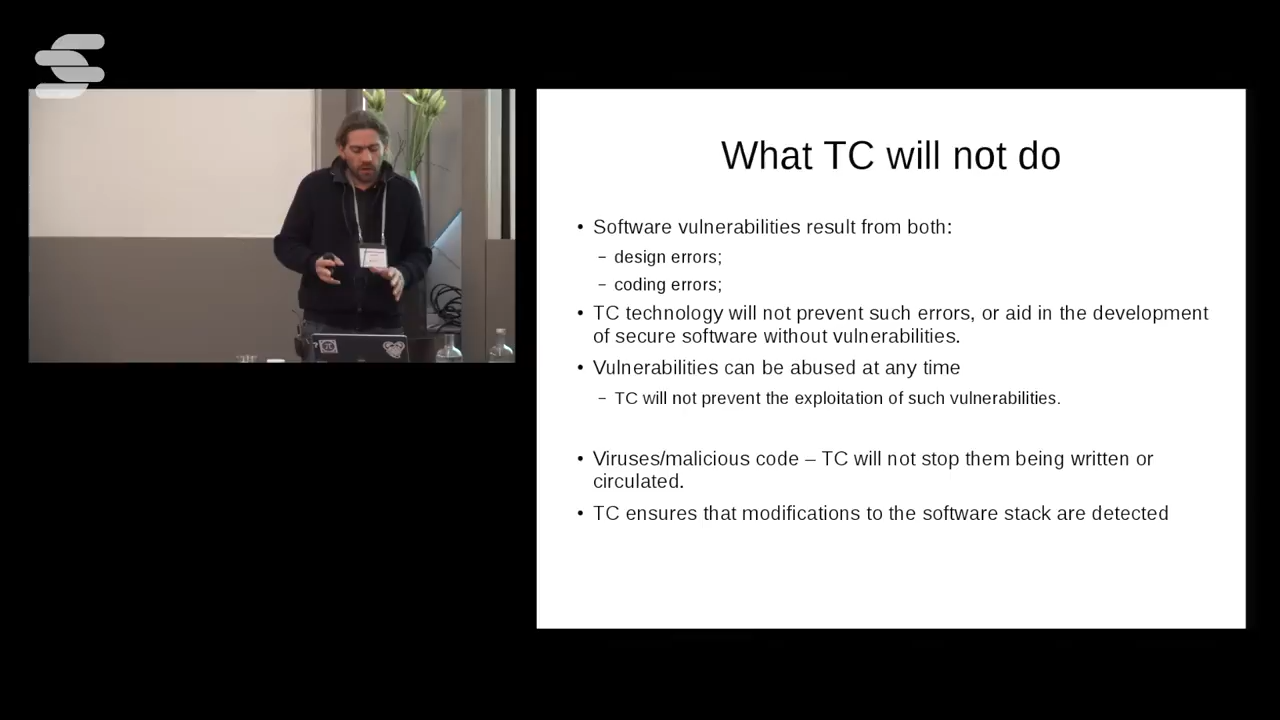 What TC will not do
• Software vulnerabilities result from both:
– design errors;
– coding errors;
• TC technology will not prevent such errors, or aid in the development
of secure software without vulnerabilities.
• Vulnerabilities can be abused at any time
– TC will not prevent the exploitation of such vulnerabilities.
• Viruses/malicious code – TC will not stop them being written or
circulated.
• TC ensures that modifications to the software stack are detected